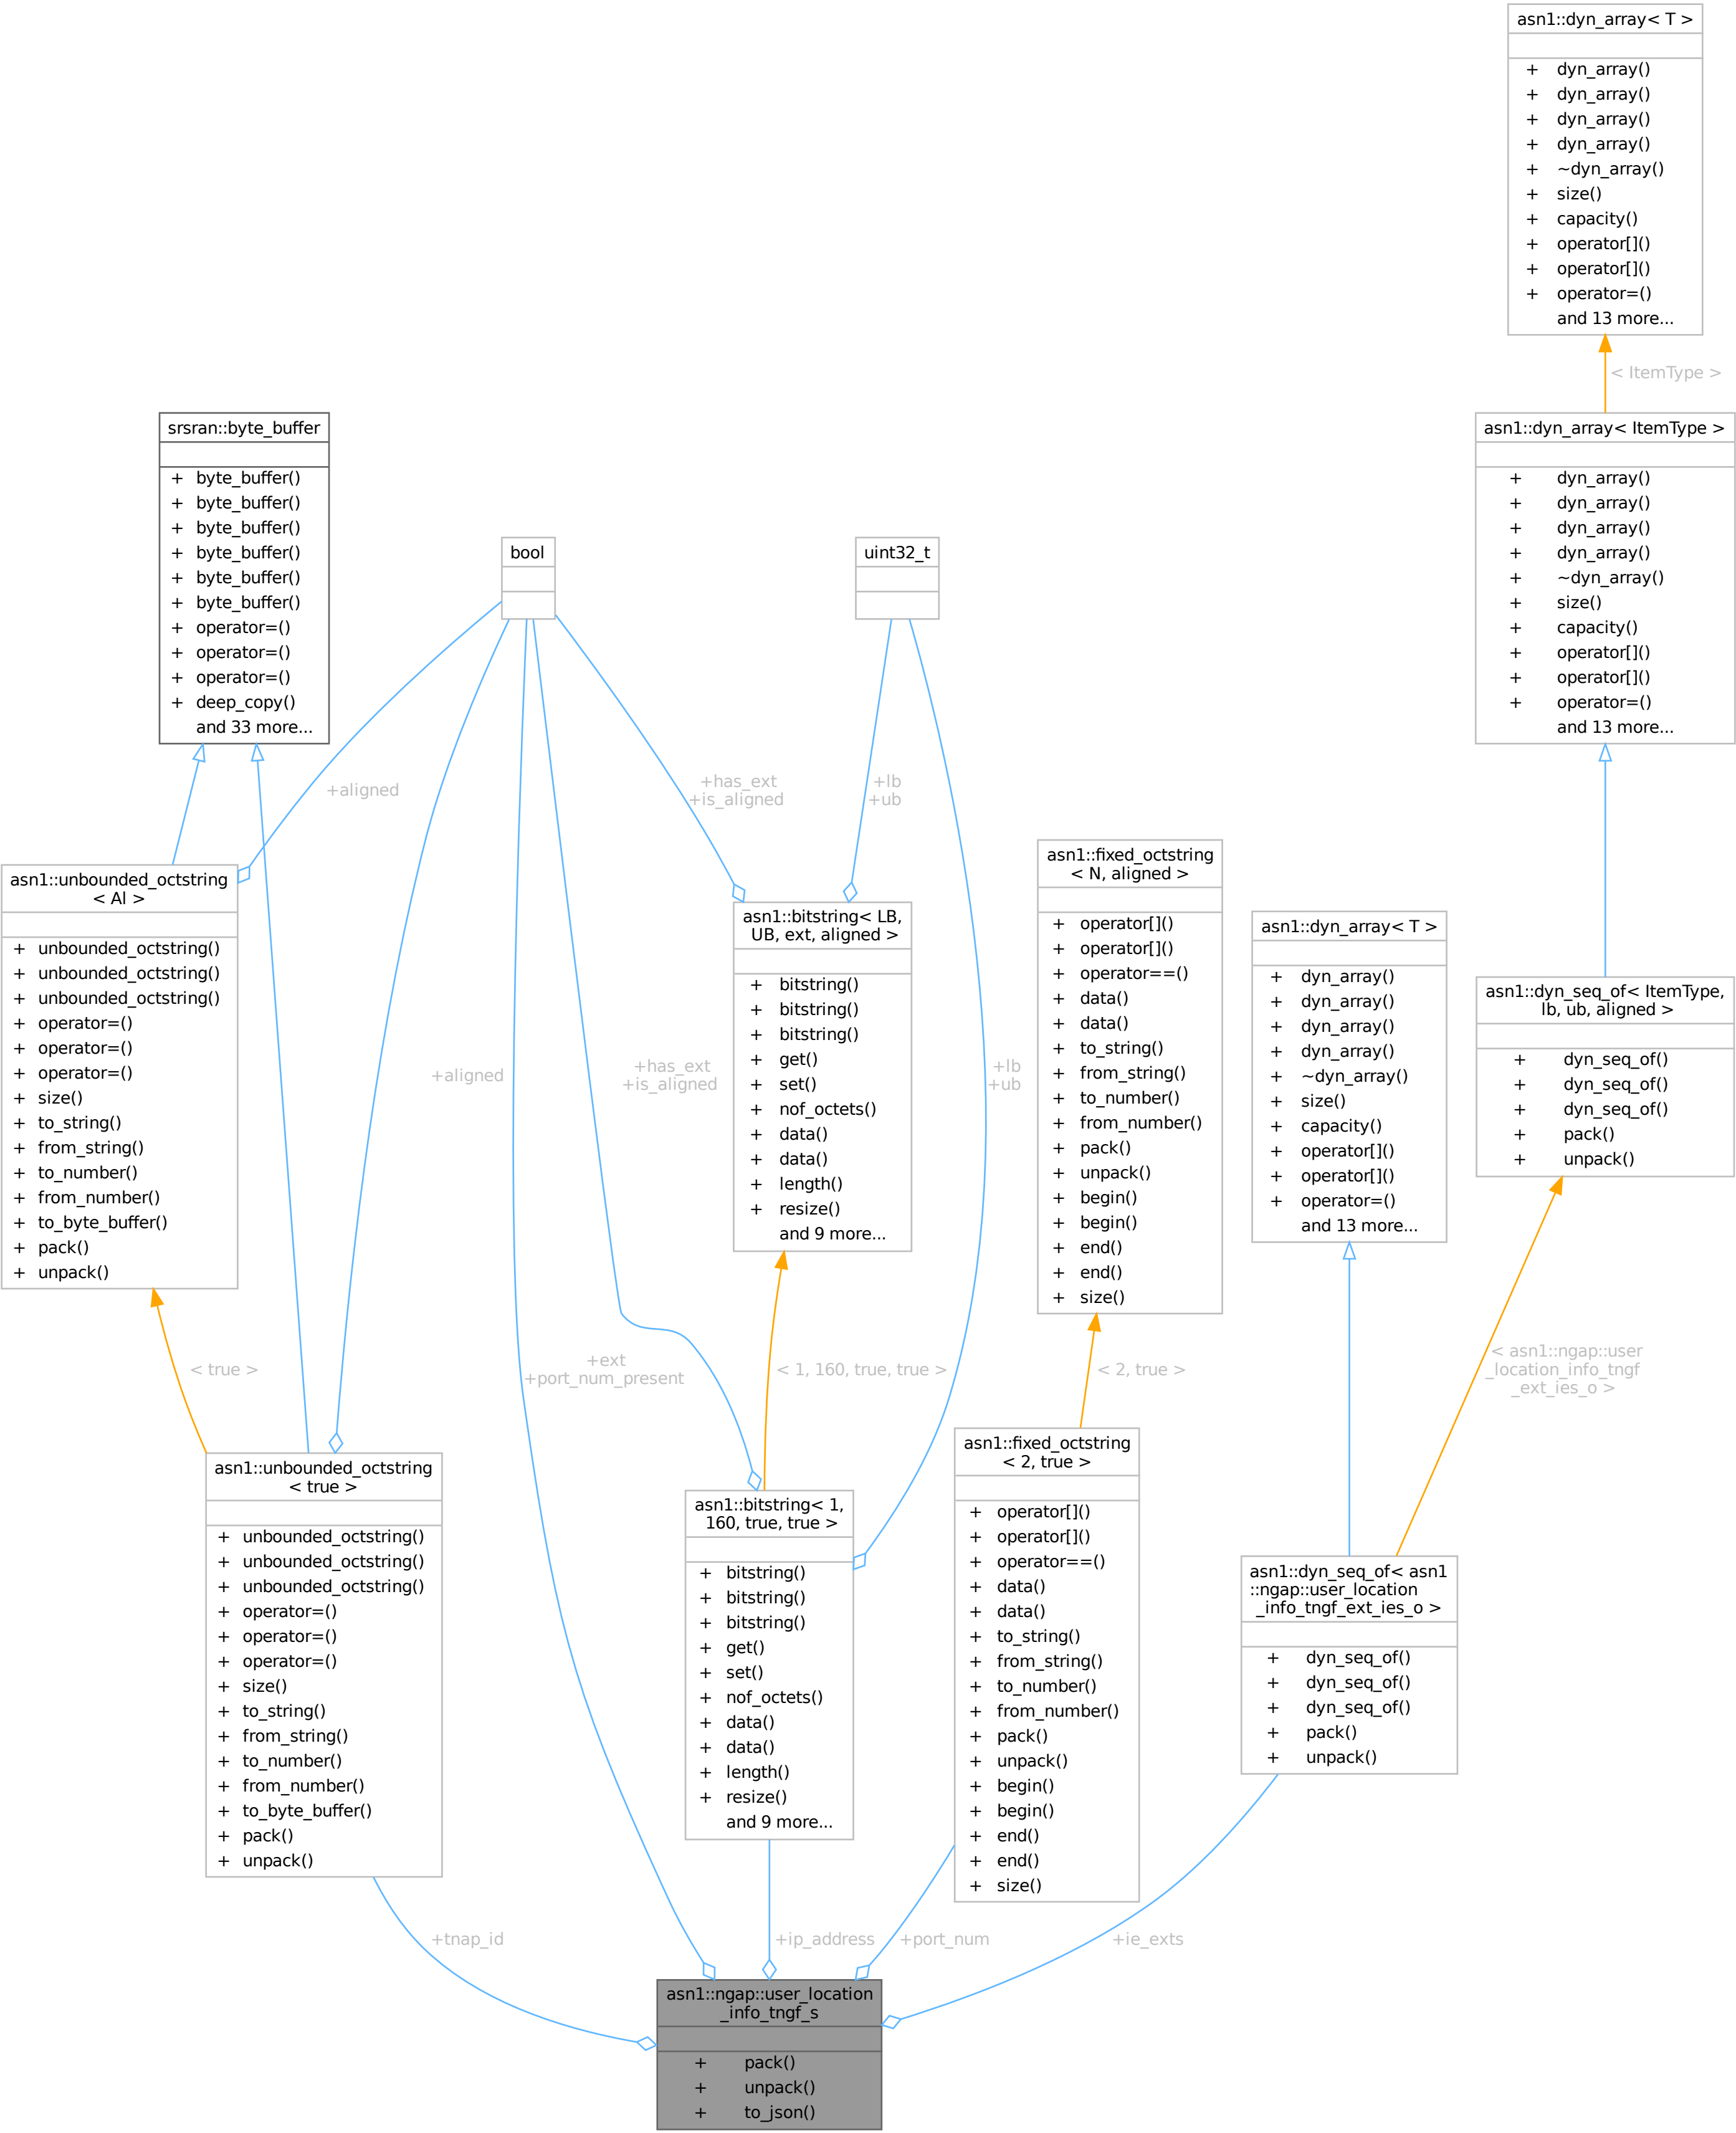 asn1::dyn_array< T >
+ dyn_array()
+ dyn_array()
+ dyn_array()
+ dyn_array()
+ ~dyn_array()
+ size()
+ capacity()
+ operator[]()
+ operator[]()
+ operator=()
and 13 more...
< ItemType >
srsran::byte_buffer
+ byte_buffer()
+ byte_buffer()
+ byte_buffer()
+ byte_buffer()
+ byte_buffer()
+ byte_buffer()
+ operator=()
+ operator=()
+ operator=()
+ deep_copy()
and 33 more...
bool
uint32_t
asn1::dyn_array< ItemType >
+ dyn_array()
+ dyn_array()
+ dyn_array()
+ dyn_array()
+ ~dyn_array()
+ size()
+ capacity()
+ operator[]()
+ operator[]()
+ operator=()
and 13 more...
+aligned
+has_ext
+is_aligned
+lb
+ub
asn1::unbounded_octstring
< Al >
+ unbounded_octstring()
+ unbounded_octstring()
+ unbounded_octstring()
+ operator=()
+ operator=()
+ operator=()
+ size()
+ to_string()
+ from_string()
+ to_number()
+ from_number()
+ to_byte_buffer()
+ pack()
+ unpack()
+aligned
+has_ext
+is_aligned
asn1::bitstring< LB,
UB, ext, aligned >
+ bitstring()
+ bitstring()
+ bitstring()
+ get()
+ set()
+ nof_octets()
+ data()
+ data()
+ length()
+ resize()
and 9 more...
+lb
+ub
asn1::fixed_octstring
< N, aligned >
+ operator[]()
+ operator[]()
+ operator==()
+ data()
+ data()
+ to_string()
+ from_string()
+ to_number()
+ from_number()
+ pack()
+ unpack()
+ begin()
+ begin()
+ end()
+ end()
+ size()
asn1::dyn_array< T >
+ dyn_array()
+ dyn_array()
+ dyn_array()
+ dyn_array()
+ ~dyn_array()
+ size()
+ capacity()
+ operator[]()
+ operator[]()
+ operator=()
and 13 more...
asn1::dyn_seq_of< ItemType,
lb, ub, aligned >
+ dyn_seq_of()
+ dyn_seq_of()
+ dyn_seq_of()
+ pack()
+ unpack()
< true >
+ext
+port_num_present
< 1, 160, true, true >
< 2, true >
< asn1::ngap::user
_location_info_tngf
_ext_ies_o >
asn1::unbounded_octstring
< true >
+ unbounded_octstring()
+ unbounded_octstring()
+ unbounded_octstring()
+ operator=()
+ operator=()
+ operator=()
+ size()
+ to_string()
+ from_string()
+ to_number()
+ from_number()
+ to_byte_buffer()
+ pack()
+ unpack()
asn1::bitstring< 1,
160, true, true >
+ bitstring()
+ bitstring()
+ bitstring()
+ get()
+ set()
+ nof_octets()
+ data()
+ data()
+ length()
+ resize()
and 9 more...
asn1::fixed_octstring
< 2, true >
+ operator[]()
+ operator[]()
+ operator==()
+ data()
+ data()
+ to_string()
+ from_string()
+ to_number()
+ from_number()
+ pack()
+ unpack()
+ begin()
+ begin()
+ end()
+ end()
+ size()
asn1::dyn_seq_of< asn1
::ngap::user_location
_info_tngf_ext_ies_o >
+ dyn_seq_of()
+ dyn_seq_of()
+ dyn_seq_of()
+ pack()
+ unpack()
+tnap_id
+ip_address
+port_num
+ie_exts
asn1::ngap::user_location
_info_tngf_s
+ pack()
+ unpack()
+ to_json()